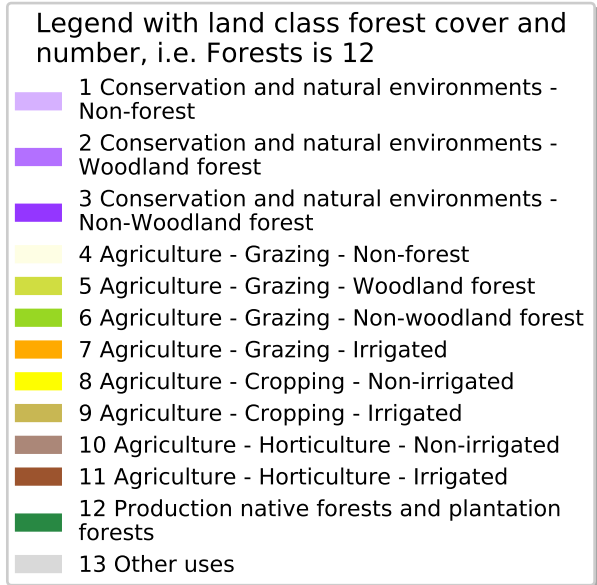 Legend with land class forest cover and
number, i.e. Forests is 12
1 Conservation and natural environments -
Non-forest
2 Conservation and natural environments -
Woodland forest
3 Conservation and natural environments -
Non-Woodland forest
4 Agriculture - Grazing - Non-forest
5 Agriculture - Grazing - Woodland forest
6 Agriculture - Grazing - Non-woodland forest
7 Agriculture - Grazing - Irrigated
8 Agriculture - Cropping - Non-irrigated
9 Agriculture - Cropping - Irrigated
10 Agriculture - Horticulture - Non-irrigated
11 Agriculture - Horticulture - Irrigated
12 Production native forests and plantation
forests
13 Other uses